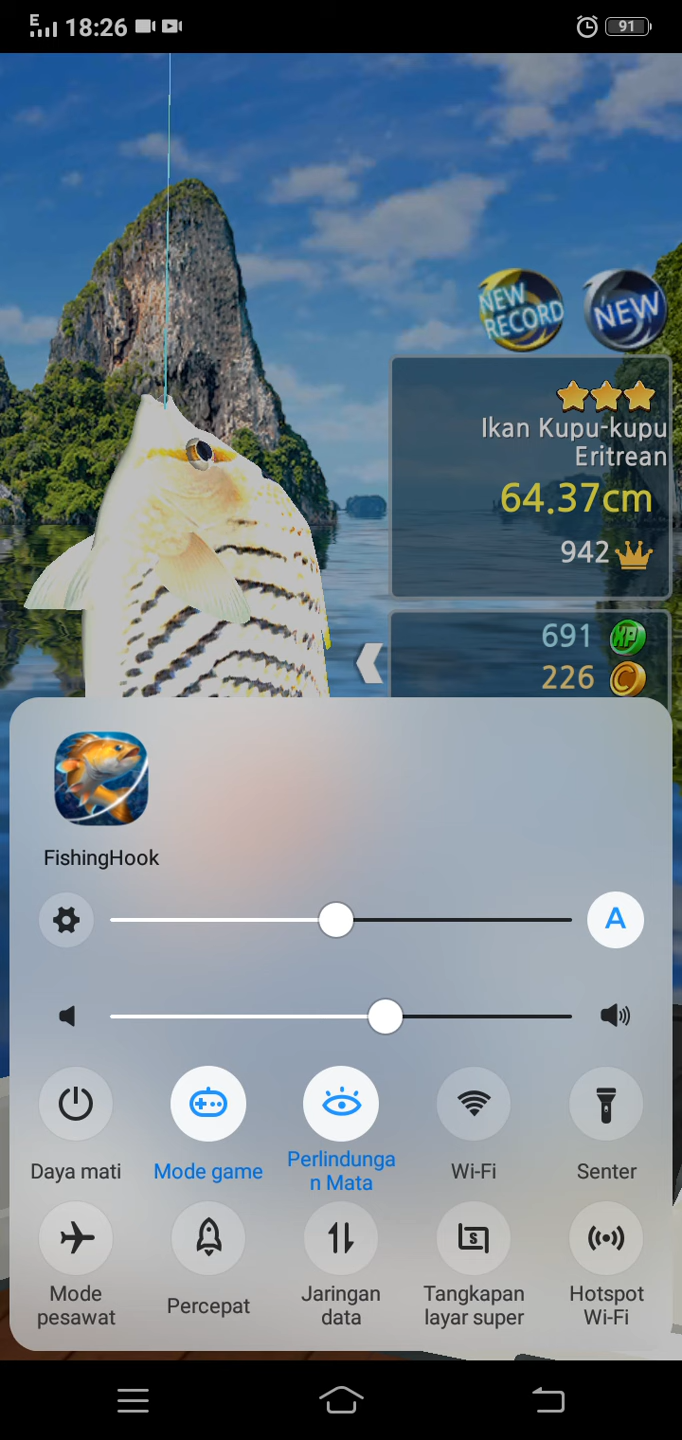 E 18:26
91
NEW RECORD
NEW
Ikan Kupu-kupu
Eritrean
64.37cm
942
691 XP
226 C
FishingHook
A
Daya mati
Mode game
Perlindunga
n Mata
Wi-Fi
S
Senter
Mode
pesawat
Percepat
Jaringan
data
Tangkapan
layar super
Hotspot
Wi-Fi